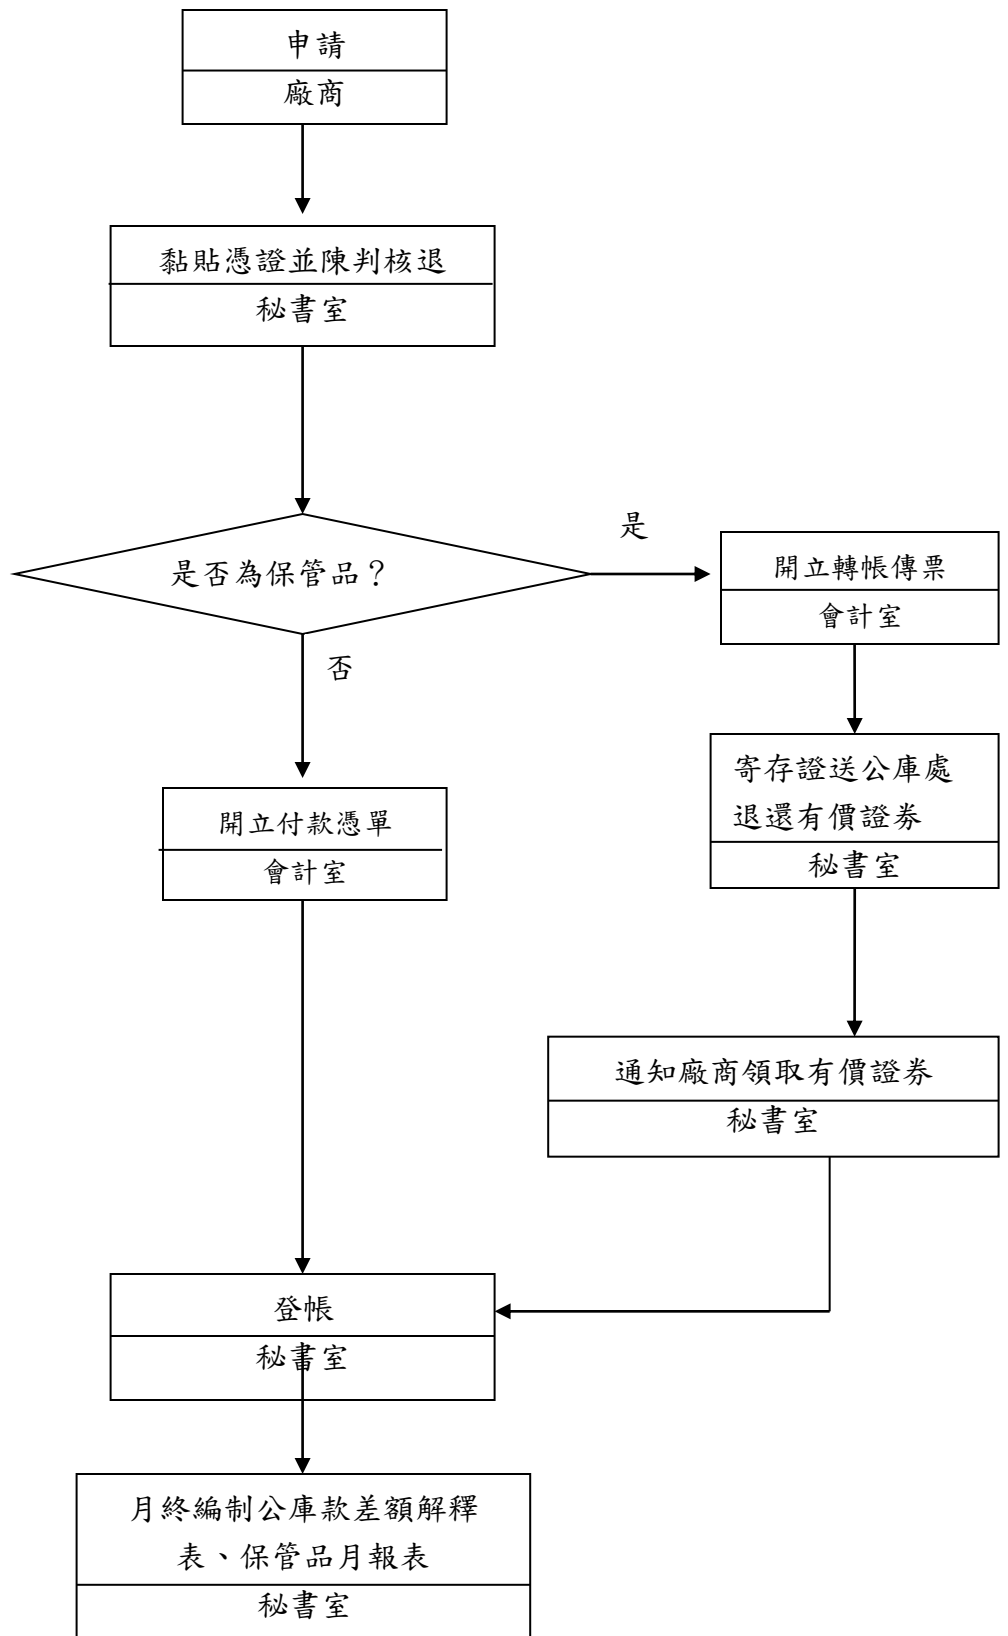 申請
廠商
黏貼憑證並陳判核退
秘書室
是否為保管品？
是
開立轉帳傳票
會計室
否
寄存證送公庫處
退還有價證券
秘書室
開立付款憑單
會計室
通知廠商領取有價證券
秘書室
登帳
秘書室
月終編制公庫款差額解釋
表、保管品月報表
秘書室